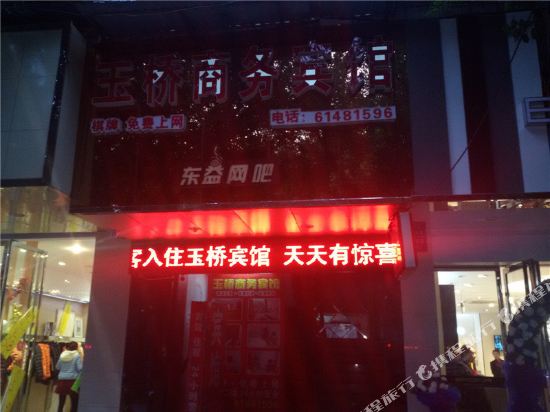 玉桥商务宾馆
棋牌 免费上网
电话：61481596
东益网吧
客入住玉桥宾馆 天天有惊喜
玉桥商务宾馆
携程旅行